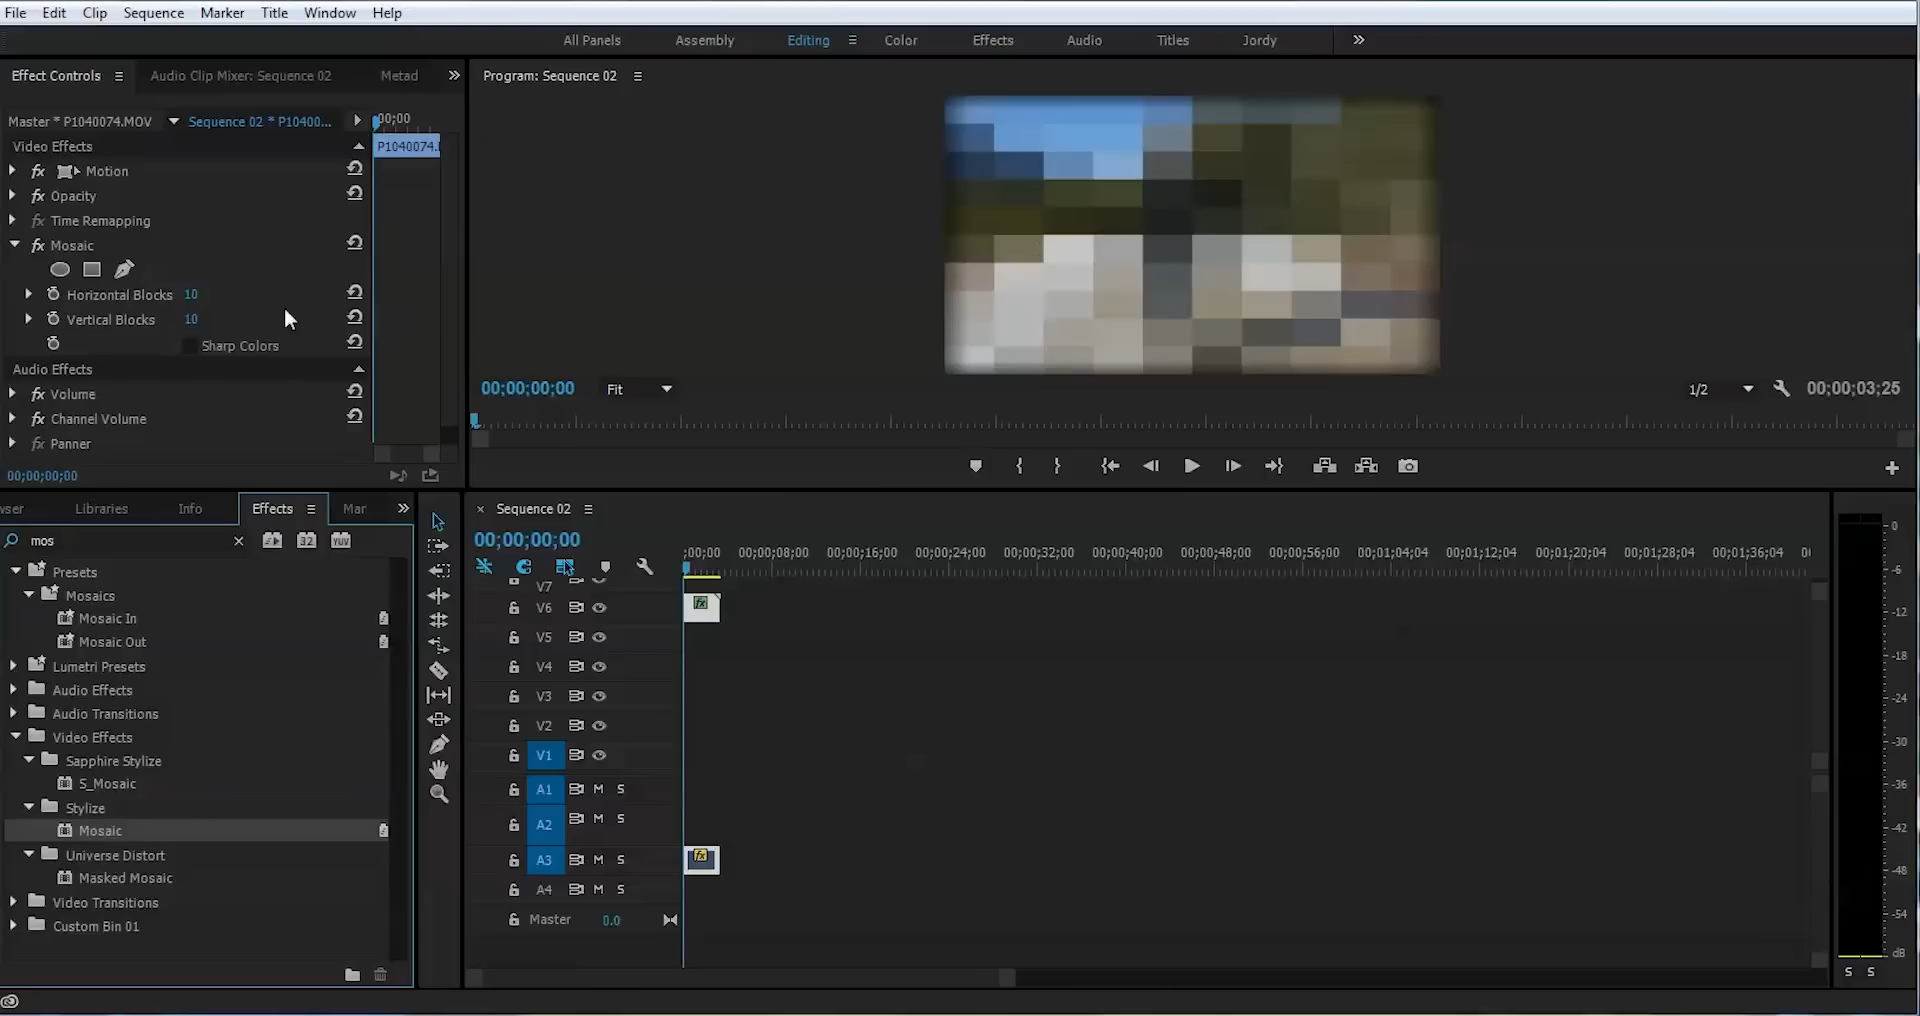 File Edit Clip Sequence Marker Title Window Help
All Panels Assembly Editing Color Effects Audio Titles Jordy
Effect Controls Audio Clip Mixer: Sequence 02 Metad
Program: Sequence 02
Master * P1040074.MOV Sequence 02 * P10400... 00;00
Video Effects P1040074.
fx Motion
fx Opacity
fx Time Remapping
fx Mosaic
Horizontal Blocks 10
Vertical Blocks 10
Sharp Colors
Audio Effects
fx Volume
fx Channel Volume
fx Panner
00;00;00;00
00;00;00;00 Fit 1/2 00;00;03;25
wser Libraries Info Effects Mar
mos 32 YUV
Presets
Mosaics
Mosaic In
Mosaic Out
Lumetri Presets
Audio Effects
Audio Transitions
Video Effects
Sapphire Stylize
S_Mosaic
Stylize
Mosaic
Universe Distort
Masked Mosaic
Video Transitions
Custom Bin 01
Sequence 02
00;00;00;00
;00;00 00;00;08;00 00;00;16;00 00;00;24;00 00;00;32;00 00;00;40;00 00;00;48;00 00;00;56;00 00;01;04;04 00;01;12;04 00;01;20;04 00;01;28;04 00;01;36;04 00
V7
V6 fx
V5
V4
V3
V2
V1
A1 M S
A2 M S
A3 M S fx
A4 M S
Master 0.0
0
-6
-12
-18
-24
-30
-36
-42
-48
-54
dB
S S